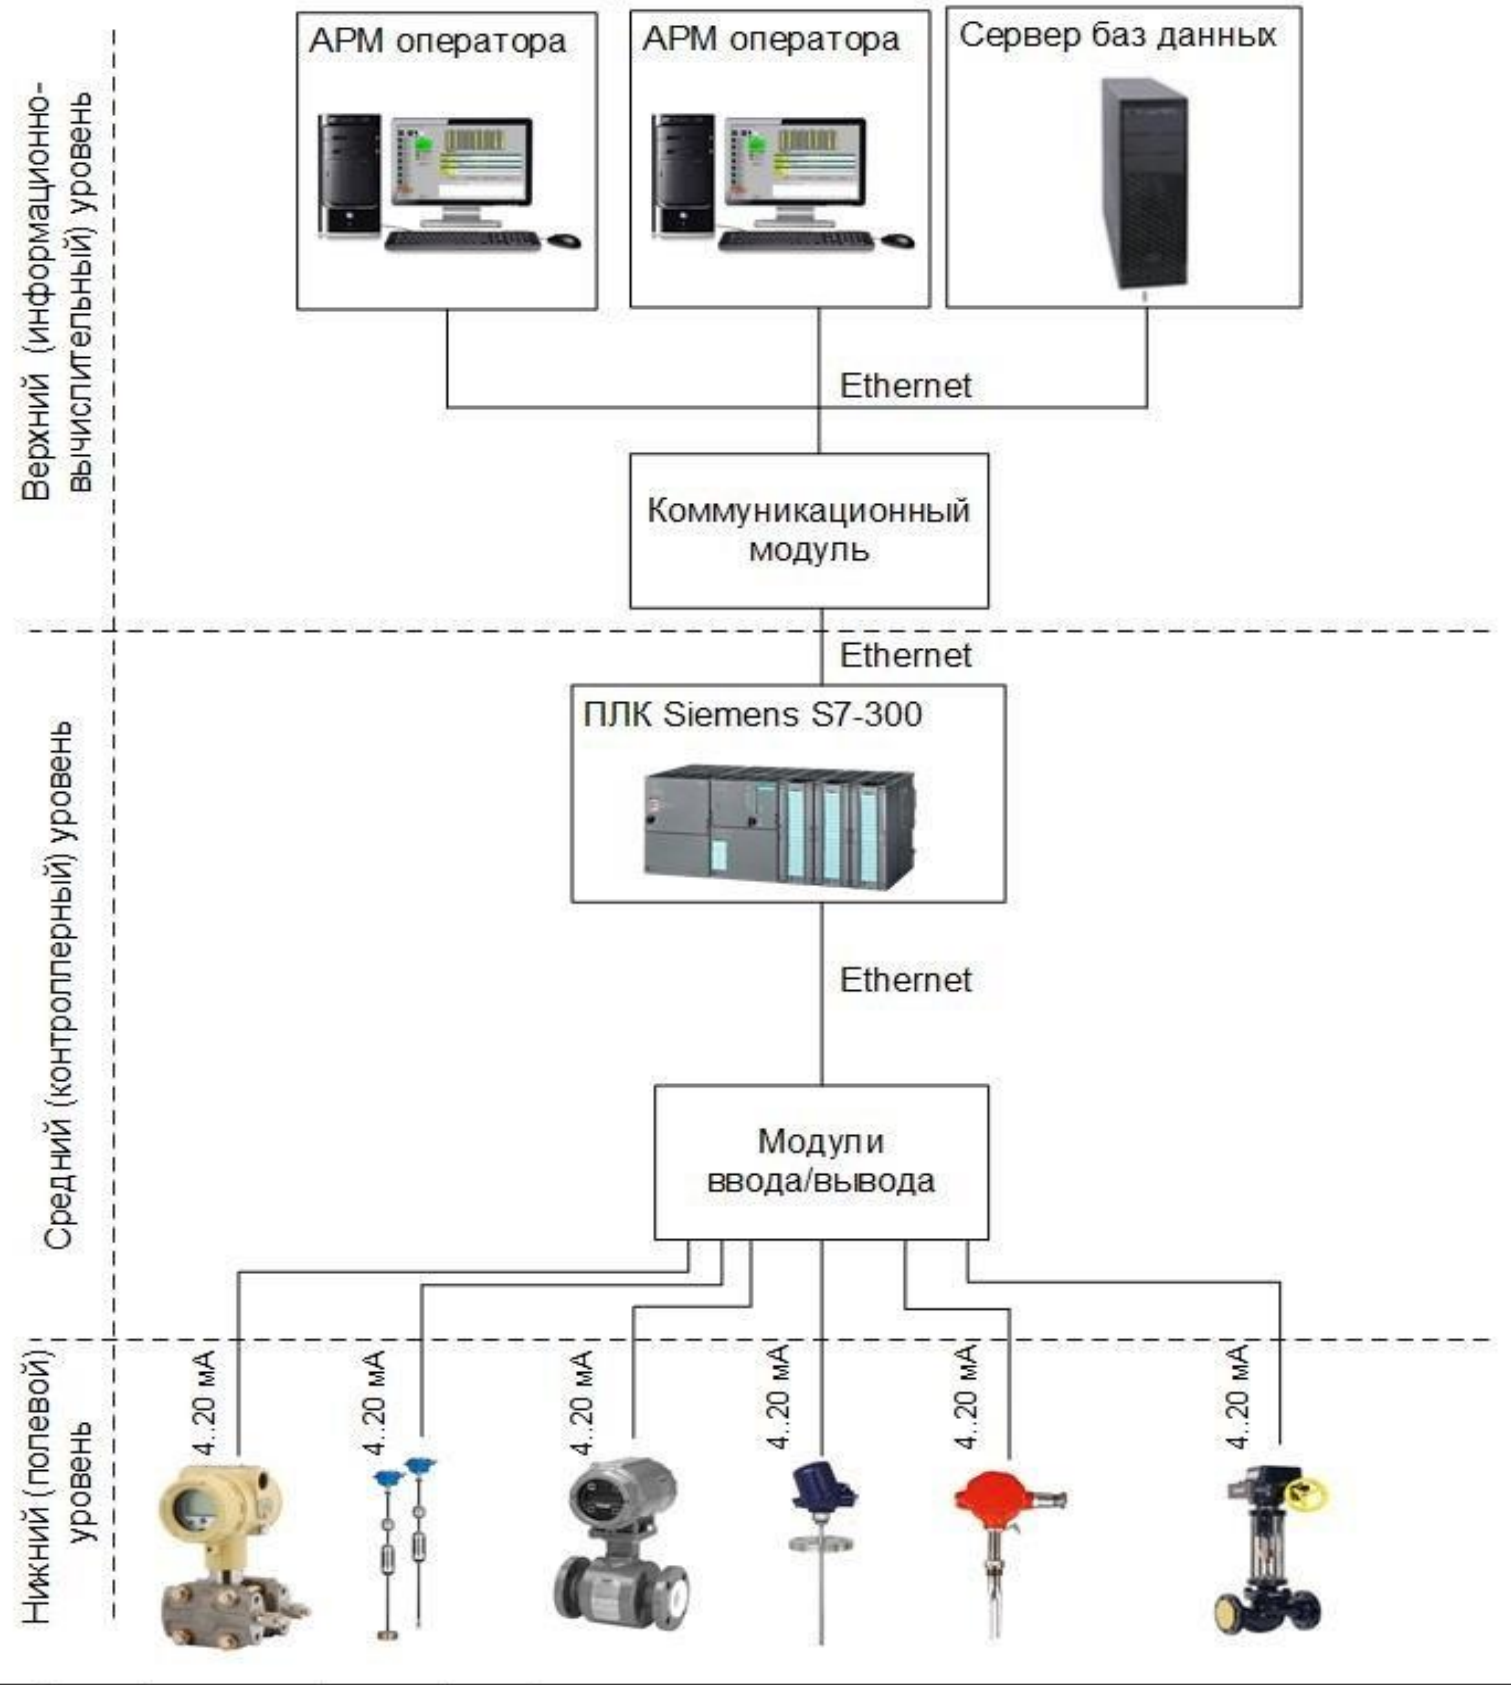 АРМ оператора
АРМ оператора
Сервер баз данных
Верхний (информационно-
вычислительный) уровень
Ethernet
Коммуникационный
модуль
Ethernet
ПЛК Siemens S7-300
Средний (контроллерный) уровень
Ethernet
Модули
ввода/вывода
Нижний (полевой)
уровень
4..20 мА
4..20 мА
4..20 мА
4..20 мА
4..20 мА
4..20 мА